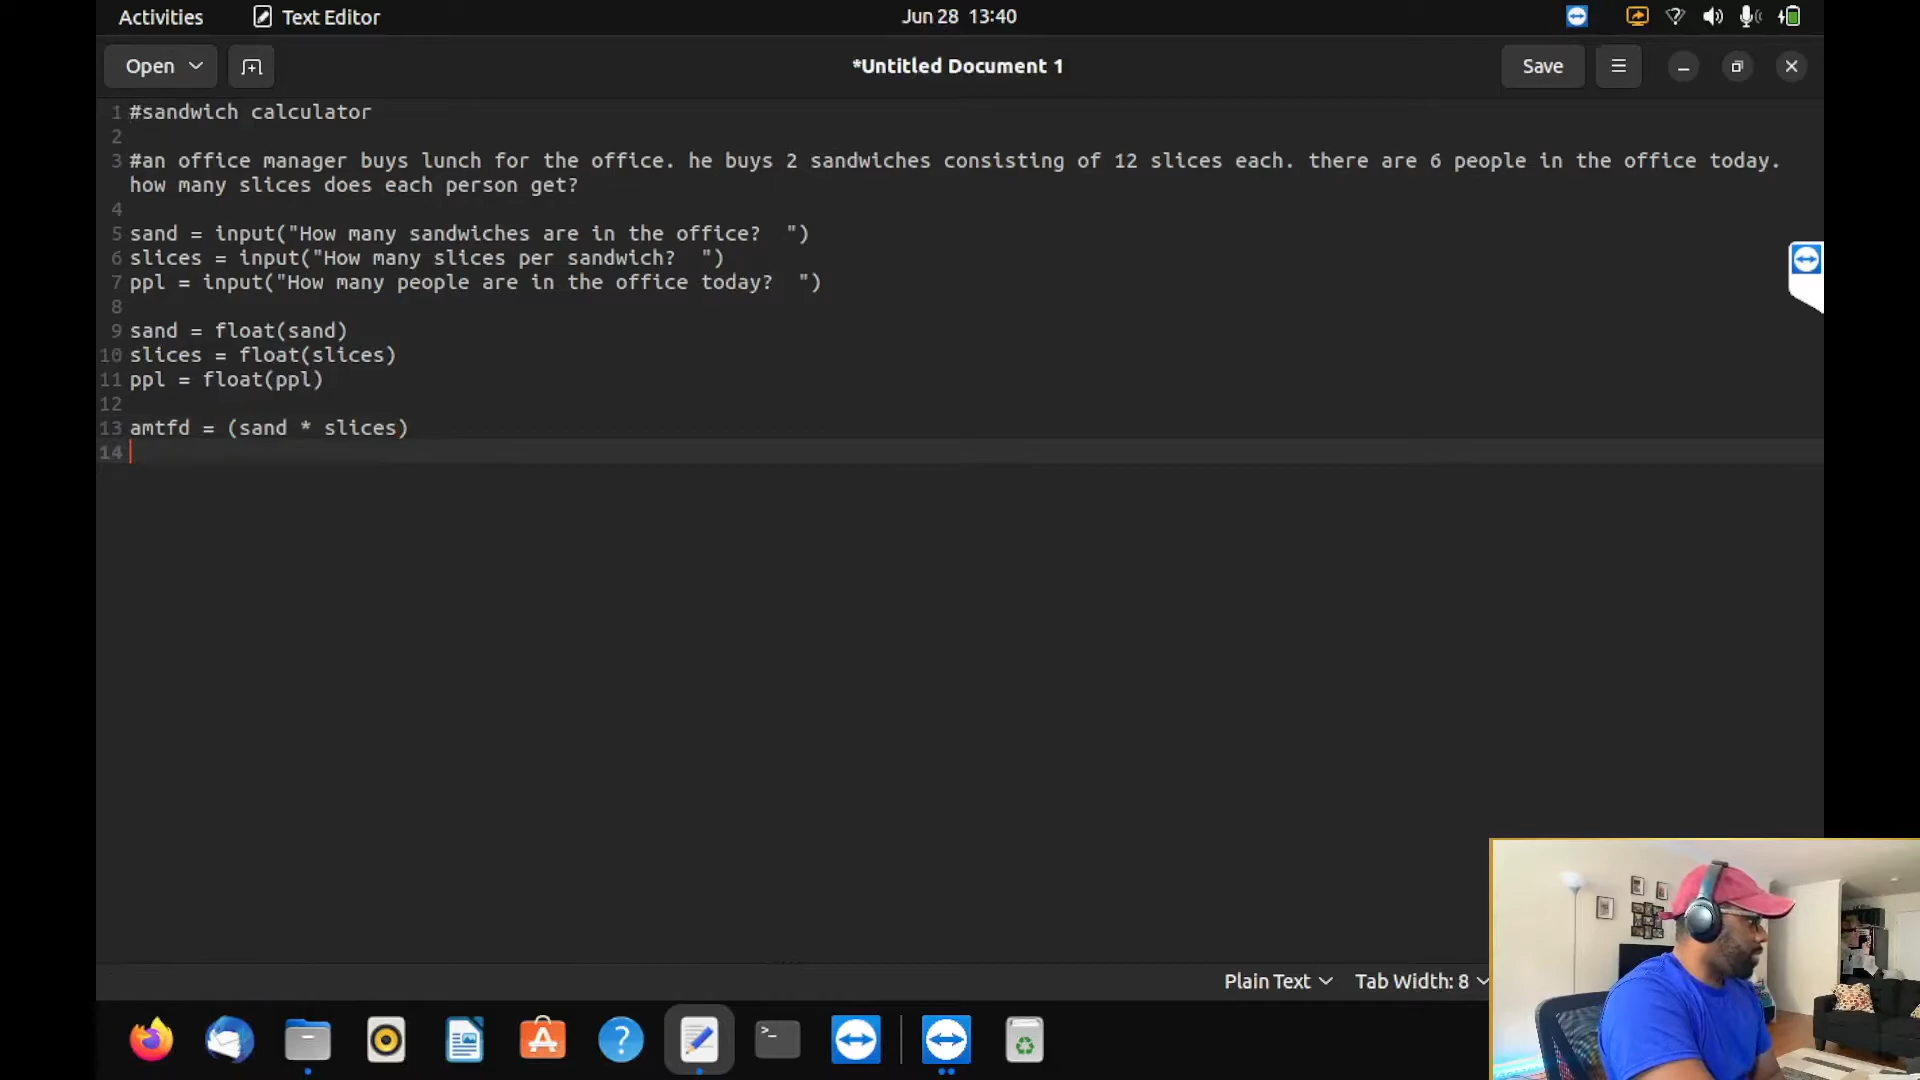 Activities Text Editor Jun 28 13:40
Open *Untitled Document 1 Save
1 #sandwich calculator
2
3 #an office manager buys lunch for the office. he buys 2 sandwiches consisting of 12 slices each. there are 6 people in the office today.
how many slices does each person get?
4
5 sand = input("How many sandwiches are in the office?  ")
6 slices = input("How many slices per sandwich?  ")
7 ppl = input("How many people are in the office today?  ")
8
9 sand = float(sand)
10 slices = float(slices)
11 ppl = float(ppl)
12
13 amtfd = (sand * slices)
14
Plain Text Tab Width: 8